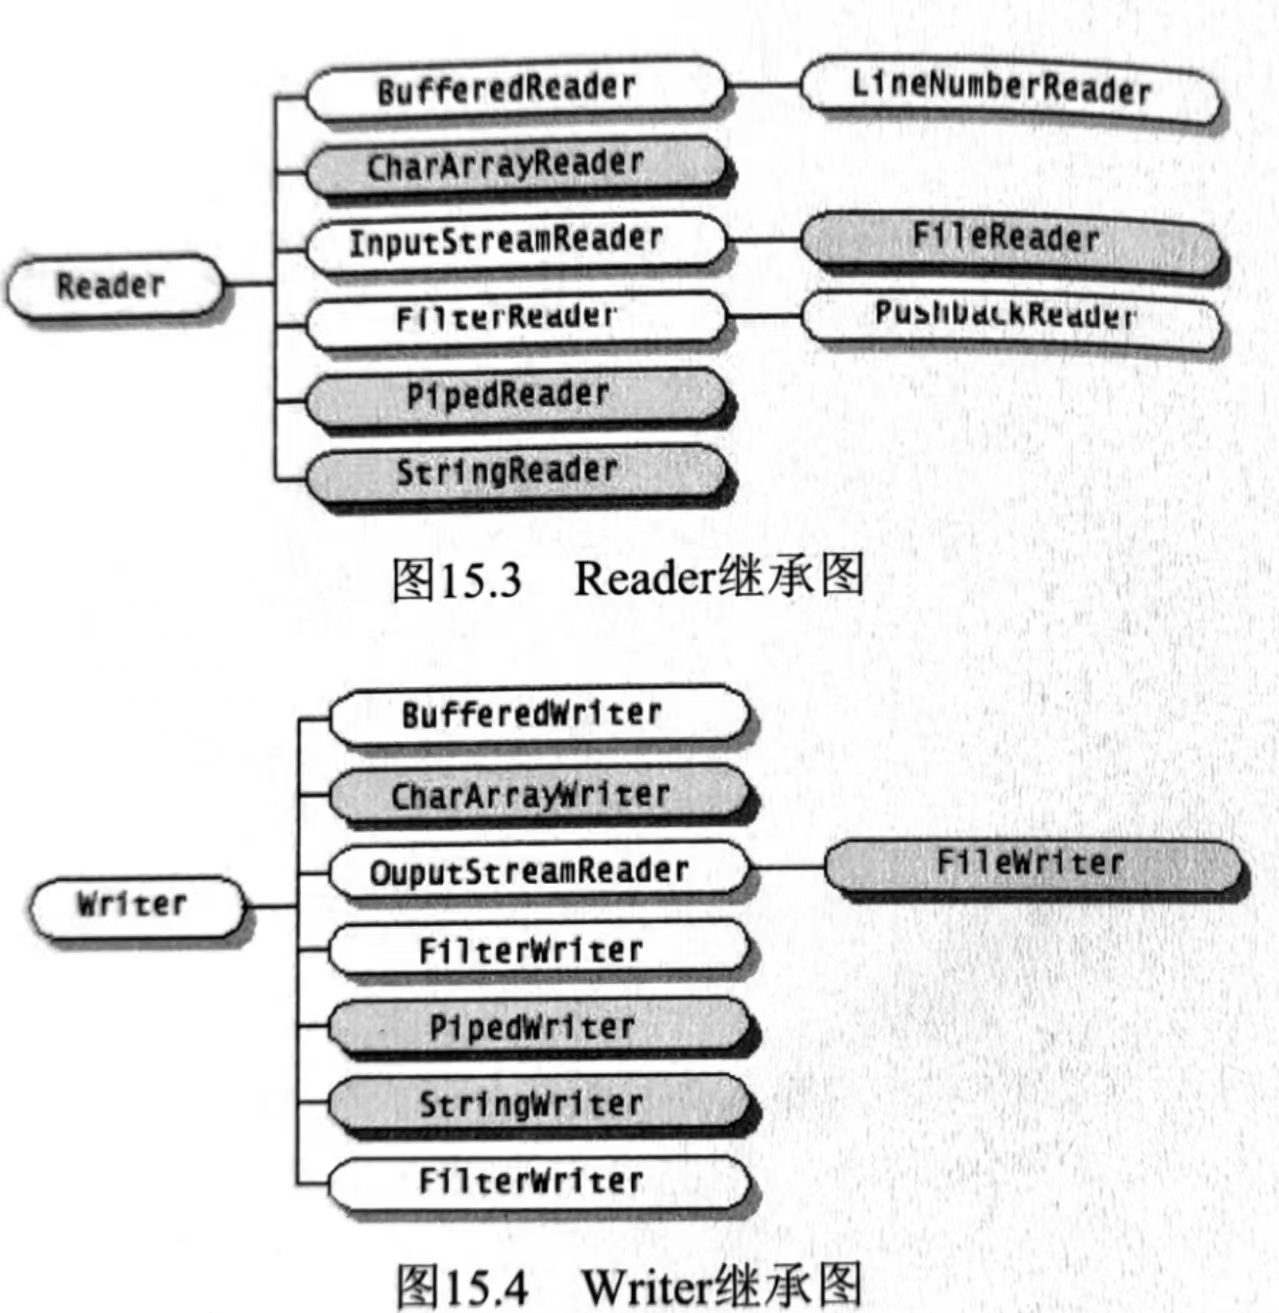 BufferedReader
LineNumberReader
CharArrayReader
InputStreamReader
FileReader
Reader
FilterReader
PushbackReader
PipedReader
StringReader
图15.3 Reader继承图
BufferedWriter
CharArrayWriter
OuputStreamReader
FileWriter
Writer
FilterWriter
PipedWriter
StringWriter
FilterWriter
图15.4 Writer继承图